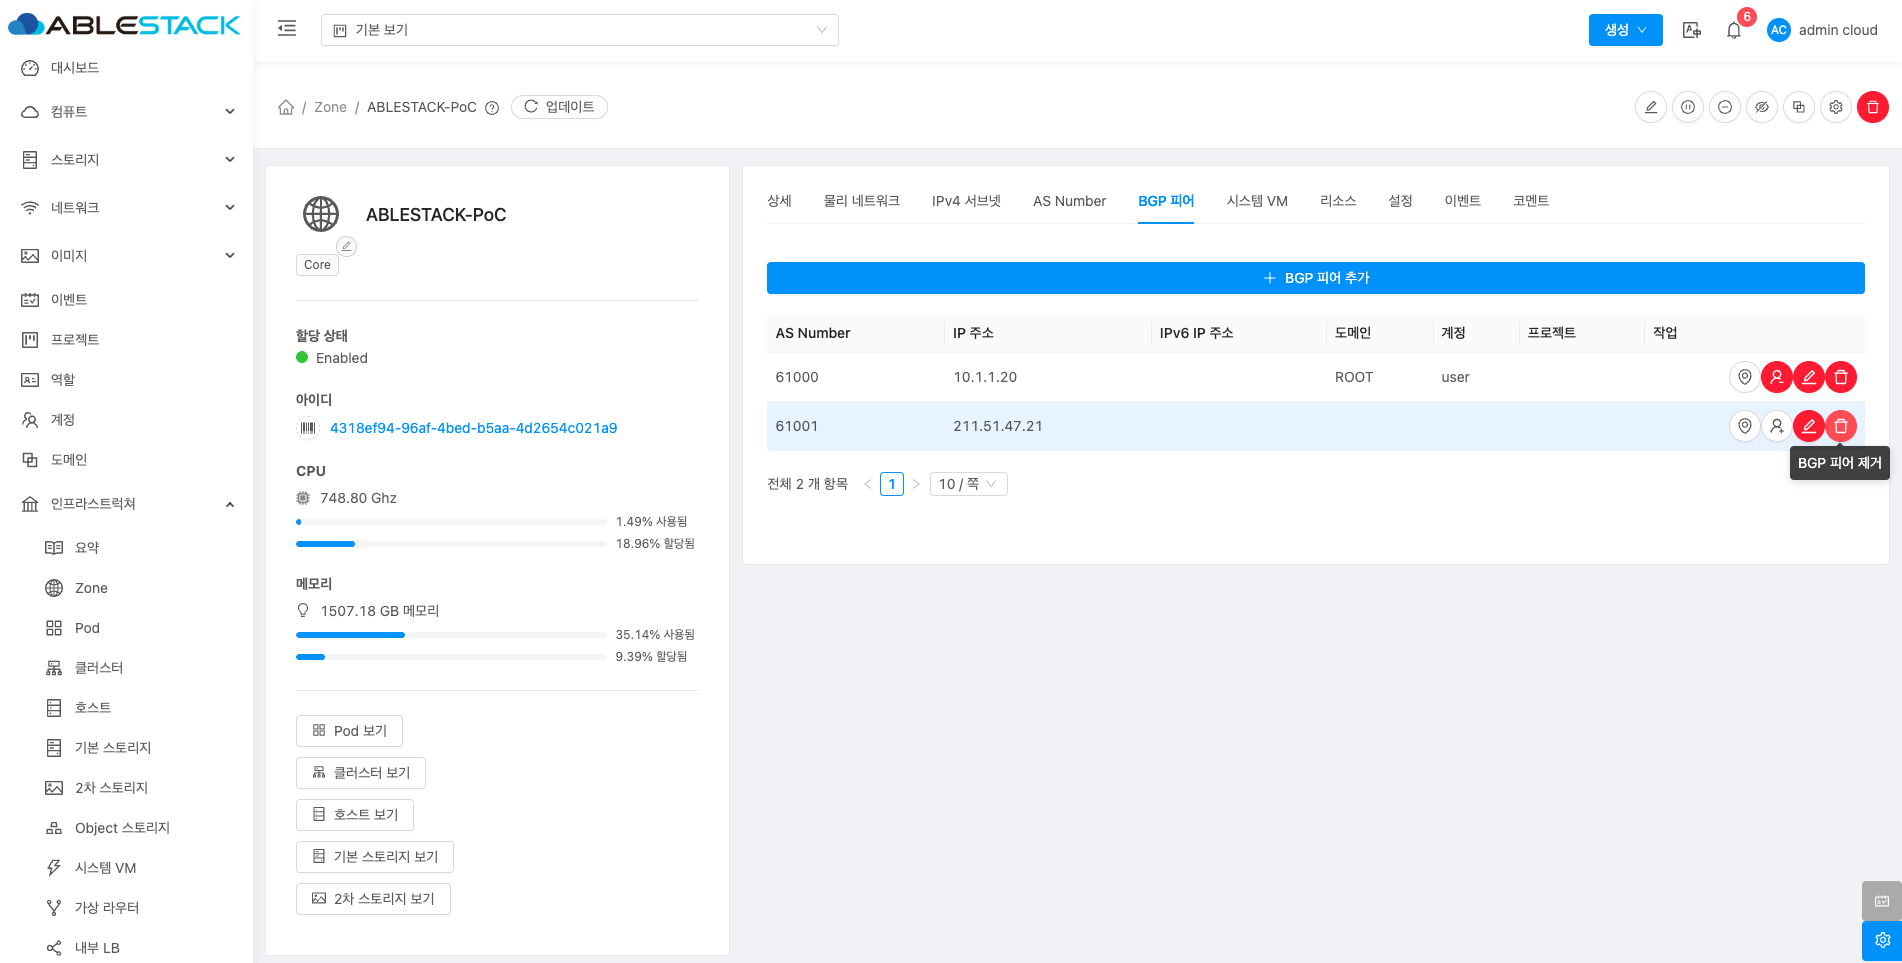 ABLESTACK
기본 보기
생성
6
AC
admin cloud
대시보드
컴퓨트
스토리지
네트워크
이미지
이벤트
프로젝트
역할
계정
도메인
인프라스트럭쳐
요약
Zone
Pod
클러스터
호스트
기본 스토리지
2차 스토리지
Object 스토리지
시스템 VM
가상 라우터
내부 LB
/ Zone / ABLESTACK-PoC
업데이트
ABLESTACK-PoC
Core
할당 상태
Enabled
아이디
4318ef94-96af-4bed-b5aa-4d2654c021a9
CPU
748.80 Ghz
1.49% 사용됨
18.96% 할당됨
메모리
1507.18 GB 메모리
35.14% 사용됨
9.39% 할당됨
Pod 보기
클러스터 보기
호스트 보기
기본 스토리지 보기
2차 스토리지 보기
상세 물리 네트워크 IPv4 서브넷 AS Number BGP 피어 시스템 VM 리소스 설정 이벤트 코멘트
BGP 피어 추가
AS Number IP 주소 IPv6 IP 주소 도메인 계정 프로젝트 작업
61000 10.1.1.20 ROOT user
61001 211.51.47.21
BGP 피어 제거
전체 2 개 항목 < 1 > 10 / 쪽